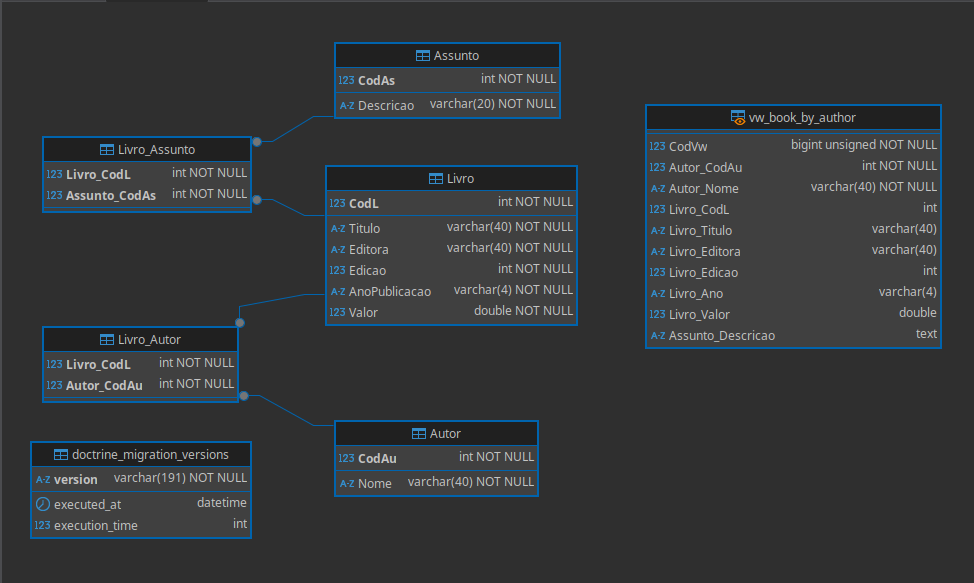 Assunto
123 CodAs int NOT NULL
A-Z Descricao varchar(20) NOT NULL
vw_book_by_author
123 CodVw bigint unsigned NOT NULL
123 Autor_CodAu int NOT NULL
A-Z Autor_Nome varchar(40) NOT NULL
123 Livro_CodL int
A-Z Livro_Titulo varchar(40)
A-Z Livro_Editora varchar(40)
123 Livro_Edicao int
A-Z Livro_Ano varchar(4)
123 Livro_Valor double
A-Z Assunto_Descricao text
Livro_Assunto
123 Livro_CodL int NOT NULL
123 Assunto_CodAs int NOT NULL
Livro
123 CodL int NOT NULL
A-Z Titulo varchar(40) NOT NULL
A-Z Editora varchar(40) NOT NULL
123 Edicao int NOT NULL
A-Z AnoPublicacao varchar(4) NOT NULL
123 Valor double NOT NULL
Livro_Autor
123 Livro_CodL int NOT NULL
123 Autor_CodAu int NOT NULL
Autor
123 CodAu int NOT NULL
A-Z Nome varchar(40) NOT NULL
doctrine_migration_versions
A-Z version varchar(191) NOT NULL
executed_at datetime
123 execution_time int